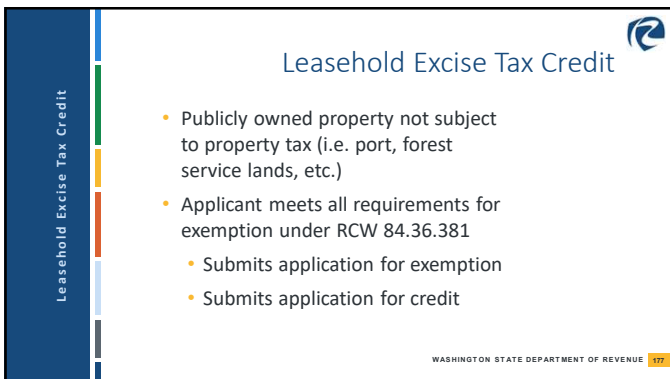 Leasehold Excise Tax Credit
Leasehold Excise Tax Credit
• Publicly owned property not subject
to property tax (i.e. port, forest
service lands, etc.)
• Applicant meets all requirements for
exemption under RCW 84.36.381
• Submits application for exemption
• Submits application for credit
WASHINGTON STATE DEPARTMENT OF REVENUE 177